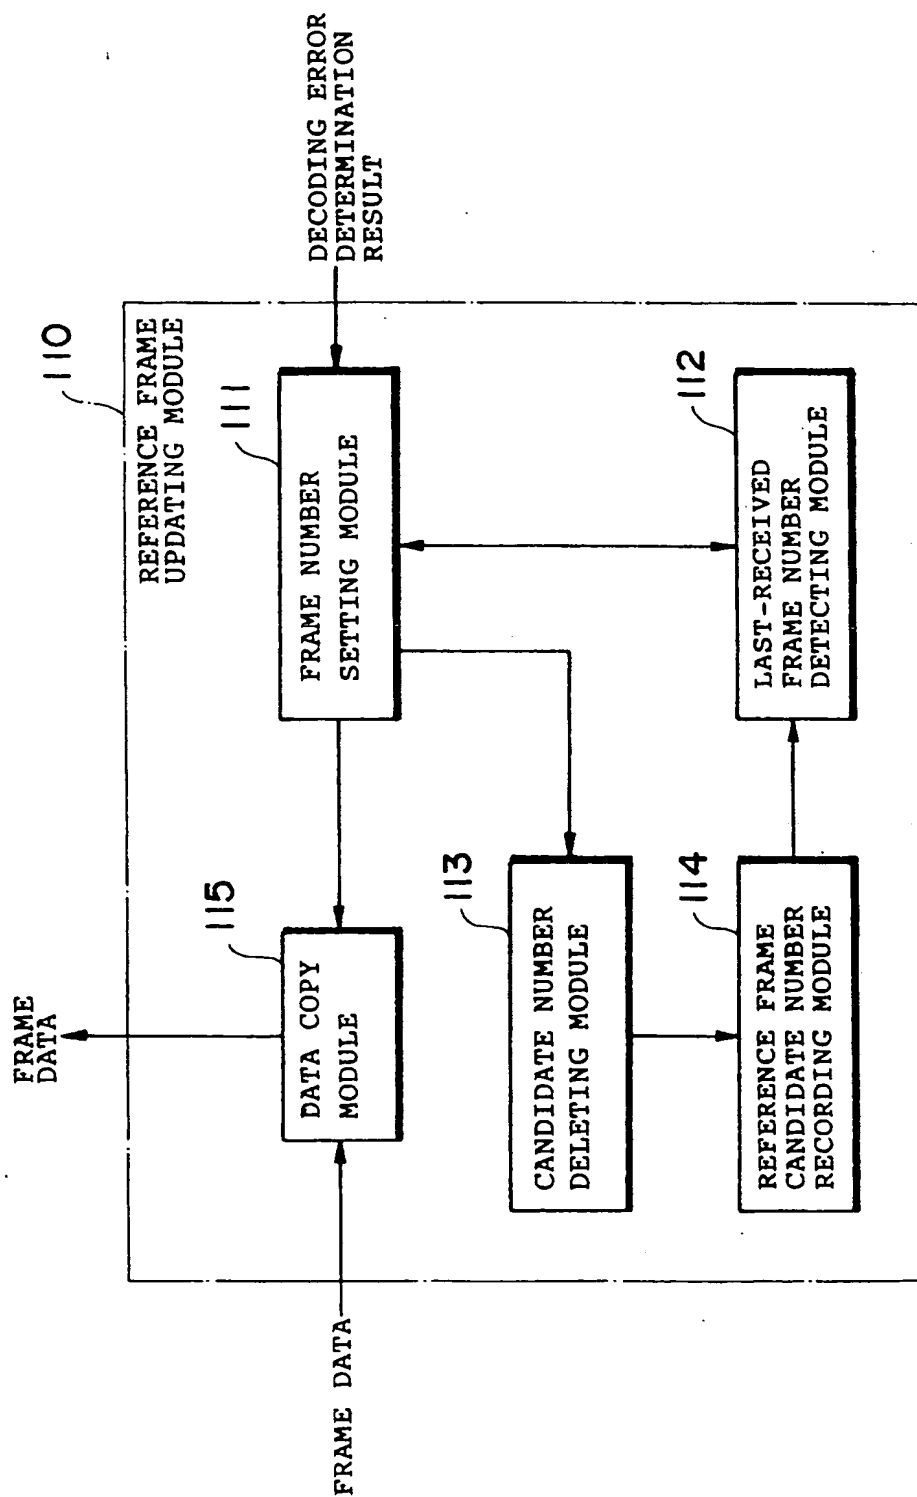 110
REFERENCE FRAME
UPDATING MODULE
FRAME DATA
FRAME
DATA
115
DATA COPY
MODULE
111
FRAME NUMBER
SETTING MODULE
DECODING ERROR
DETERMINATION
RESULT
113
CANDIDATE NUMBER
DELETING MODULE
114
REFERENCE FRAME
CANDIDATE NUMBER
RECORDING MODULE
112
LAST-RECEIVED
FRAME NUMBER
DETECTING MODULE